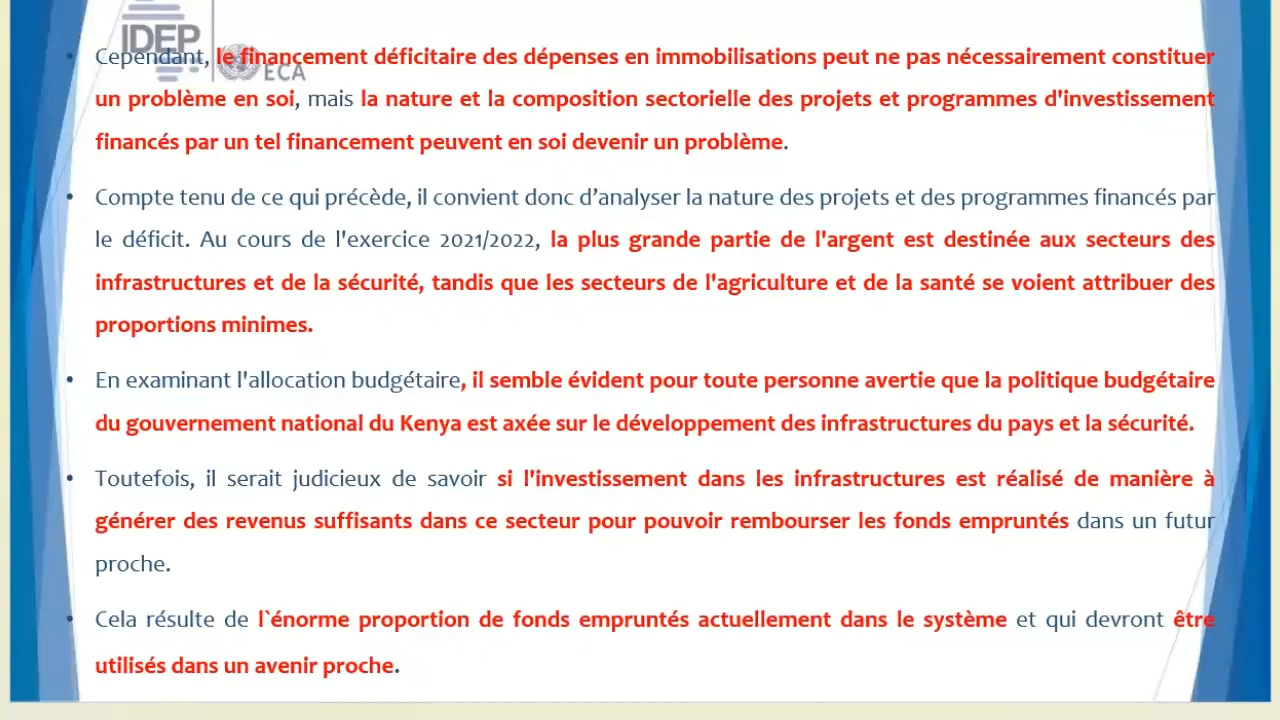 IDEP
ECA
• Cependant, le financement déficitaire des dépenses en immobilisations peut ne pas nécessairement constituer
un problème en soi, mais la nature et la composition sectorielle des projets et programmes d'investissement
financés par un tel financement peuvent en soi devenir un problème.
• Compte tenu de ce qui précède, il convient donc d’analyser la nature des projets et des programmes financés par
le déficit. Au cours de l'exercice 2021/2022, la plus grande partie de l'argent est destinée aux secteurs des
infrastructures et de la sécurité, tandis que les secteurs de l'agriculture et de la santé se voient attribuer des
proportions minimes.
• En examinant l'allocation budgétaire, il semble évident pour toute personne avertie que la politique budgétaire
du gouvernement national du Kenya est axée sur le développement des infrastructures du pays et la sécurité.
• Toutefois, il serait judicieux de savoir si l'investissement dans les infrastructures est réalisé de manière à
générer des revenus suffisants dans ce secteur pour pouvoir rembourser les fonds empruntés dans un futur
proche.
• Cela résulte de l`énorme proportion de fonds empruntés actuellement dans le système et qui devront être
utilisés dans un avenir proche.